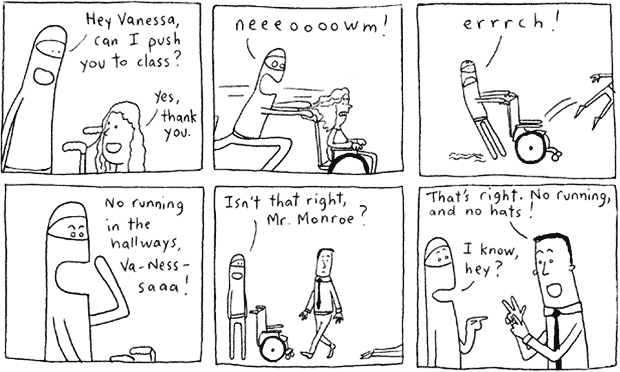 Hey Vanessa,
can I push
you to class?
yes,
thank
you.
neeeoooowm!
errrch!
No running
in the
hallways,
Va-Ness-
saaa!
Isn't that right,
Mr. Monroe?
That's right. No running,
and no hats!
I know,
hey?